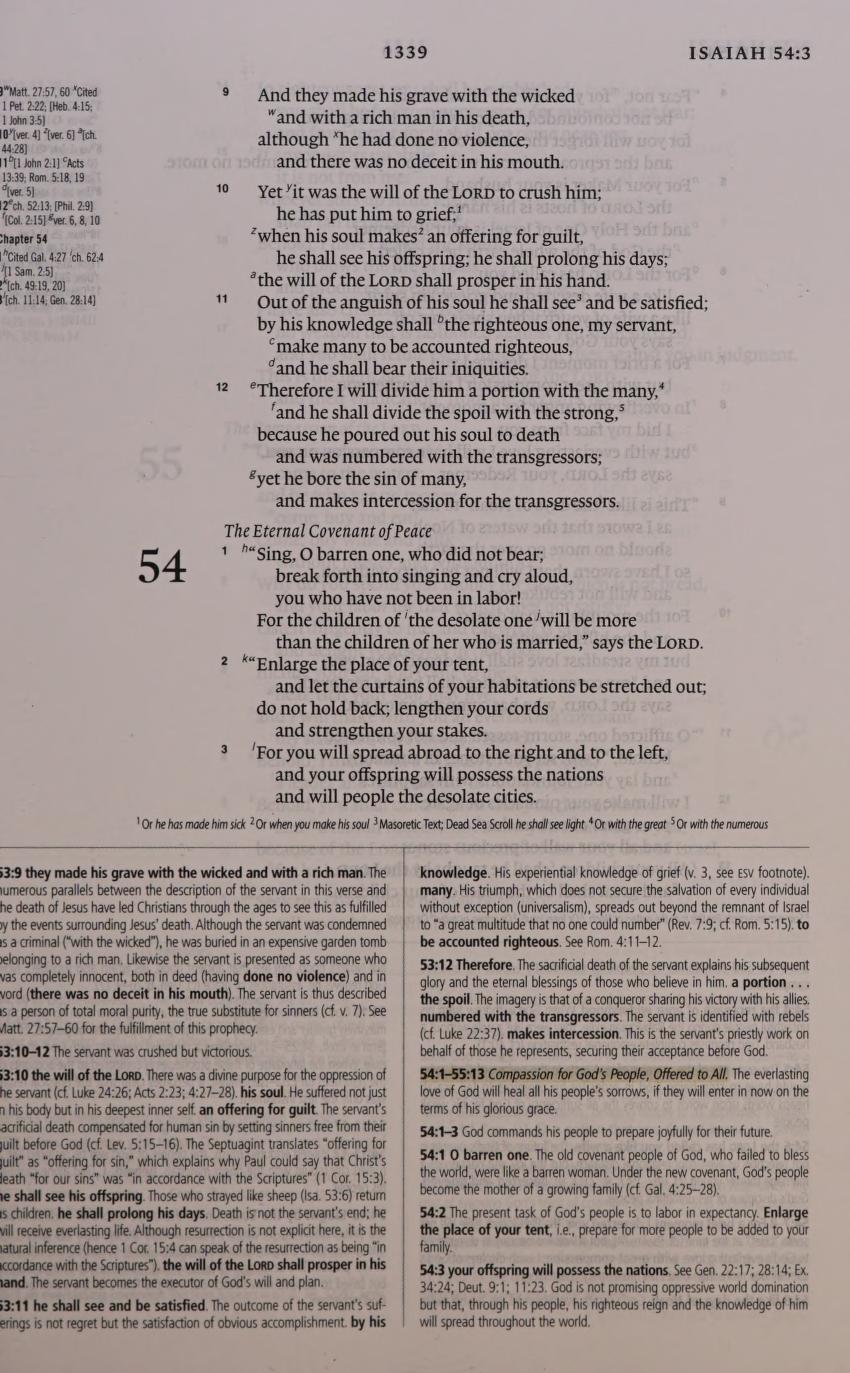 1339
ISAIAH 54:3
ʷMatt. 27:57, 60 ˣCited
1 Pet. 2:22; [Heb. 4:15;
1 John 3:5]
10ʸ[ver. 4] ᶻ[ver. 6] ᵃ[ch.
44:28]
11ᵇ[1 John 2:1] ᶜActs
13:39; Rom. 5:18, 19
ᵈ[ver. 5]
2ᵉch. 52:13; [Phil. 2:9]
ᶠ[Col. 2:15] ᵍver. 6, 8, 10
Chapter 54
ʰCited Gal. 4:27 ⁱch. 62:4
ʲ[1 Sam. 2:5]
ᵏ[ch. 49:19, 20]
ˡ[ch. 11:14; Gen. 28:14]
9 And they made his grave with the wicked
ʷand with a rich man in his death,
although ˣhe had done no violence,
and there was no deceit in his mouth.
10 Yet ʸit was the will of the LORD to crush him;
he has put him to grief;¹
ᶻwhen his soul makes² an offering for guilt,
he shall see his offspring; he shall prolong his days;
ᵃthe will of the LORD shall prosper in his hand.
11 Out of the anguish of his soul he shall see³ and be satisfied;
by his knowledge shall ᵇthe righteous one, my servant,
ᶜmake many to be accounted righteous,
ᵈand he shall bear their iniquities.
12 ᵉTherefore I will divide him a portion with the many,⁴
ᶠand he shall divide the spoil with the strong,⁵
because he poured out his soul to death
and was numbered with the transgressors;
ᵍyet he bore the sin of many,
and makes intercession for the transgressors.
The Eternal Covenant of Peace
54 1 ʰ“Sing, O barren one, who did not bear;
break forth into singing and cry aloud,
you who have not been in labor!
For the children of ⁱthe desolate one ʲwill be more
than the children of her who is married,” says the LORD.
2 ᵏ“Enlarge the place of your tent,
and let the curtains of your habitations be stretched out;
do not hold back; lengthen your cords
and strengthen your stakes.
3 ˡFor you will spread abroad to the right and to the left,
and your offspring will possess the nations
and will people the desolate cities.
¹Or he has made him sick ²Or when you make his soul ³Masoretic Text; Dead Sea Scroll he shall see light ⁴Or with the great ⁵Or with the numerous
53:9 they made his grave with the wicked and with a rich man. The
numerous parallels between the description of the servant in this verse and
he death of Jesus have led Christians through the ages to see this as fulfilled
by the events surrounding Jesus' death. Although the servant was condemned
as a criminal ("with the wicked"), he was buried in an expensive garden tomb
belonging to a rich man. Likewise the servant is presented as someone who
was completely innocent, both in deed (having done no violence) and in
word (there was no deceit in his mouth). The servant is thus described
as a person of total moral purity, the true substitute for sinners (cf. v. 7). See
Matt. 27:57–60 for the fulfillment of this prophecy.
53:10–12 The servant was crushed but victorious.
53:10 the will of the LORD. There was a divine purpose for the oppression of
he servant (cf. Luke 24:26; Acts 2:23; 4:27–28). his soul. He suffered not just
n his body but in his deepest inner self. an offering for guilt. The servant's
acrificial death compensated for human sin by setting sinners free from their
guilt before God (cf. Lev. 5:15–16). The Septuagint translates "offering for
guilt" as "offering for sin," which explains why Paul could say that Christ's
death "for our sins" was "in accordance with the Scriptures" (1 Cor. 15:3).
he shall see his offspring. Those who strayed like sheep (Isa. 53:6) return
s children. he shall prolong his days. Death is not the servant's end; he
will receive everlasting life. Although resurrection is not explicit here, it is the
natural inference (hence 1 Cor. 15:4 can speak of the resurrection as being "in
accordance with the Scriptures"). the will of the LORD shall prosper in his
hand. The servant becomes the executor of God's will and plan.
53:11 he shall see and be satisfied. The outcome of the servant's suf-
erings is not regret but the satisfaction of obvious accomplishment. by his
knowledge. His experiential knowledge of grief (v. 3, see ESV footnote).
many. His triumph, which does not secure the salvation of every individual
without exception (universalism), spreads out beyond the remnant of Israel
to "a great multitude that no one could number" (Rev. 7:9; cf. Rom. 5:15). to
be accounted righteous. See Rom. 4:11–12.
53:12 Therefore. The sacrificial death of the servant explains his subsequent
glory and the eternal blessings of those who believe in him. a portion . . .
the spoil. The imagery is that of a conqueror sharing his victory with his allies.
numbered with the transgressors. The servant is identified with rebels
(cf. Luke 22:37). makes intercession. This is the servant's priestly work on
behalf of those he represents, securing their acceptance before God.
54:1–55:13 Compassion for God's People, Offered to All. The everlasting
love of God will heal all his people's sorrows, if they will enter in now on the
terms of his glorious grace.
54:1–3 God commands his people to prepare joyfully for their future.
54:1 O barren one. The old covenant people of God, who failed to bless
the world, were like a barren woman. Under the new covenant, God's people
become the mother of a growing family (cf. Gal. 4:25–28).
54:2 The present task of God's people is to labor in expectancy. Enlarge
the place of your tent, i.e., prepare for more people to be added to your
family.
54:3 your offspring will possess the nations. See Gen. 22:17; 28:14; Ex.
34:24; Deut. 9:1; 11:23. God is not promising oppressive world domination
but that, through his people, his righteous reign and the knowledge of him
will spread throughout the world.